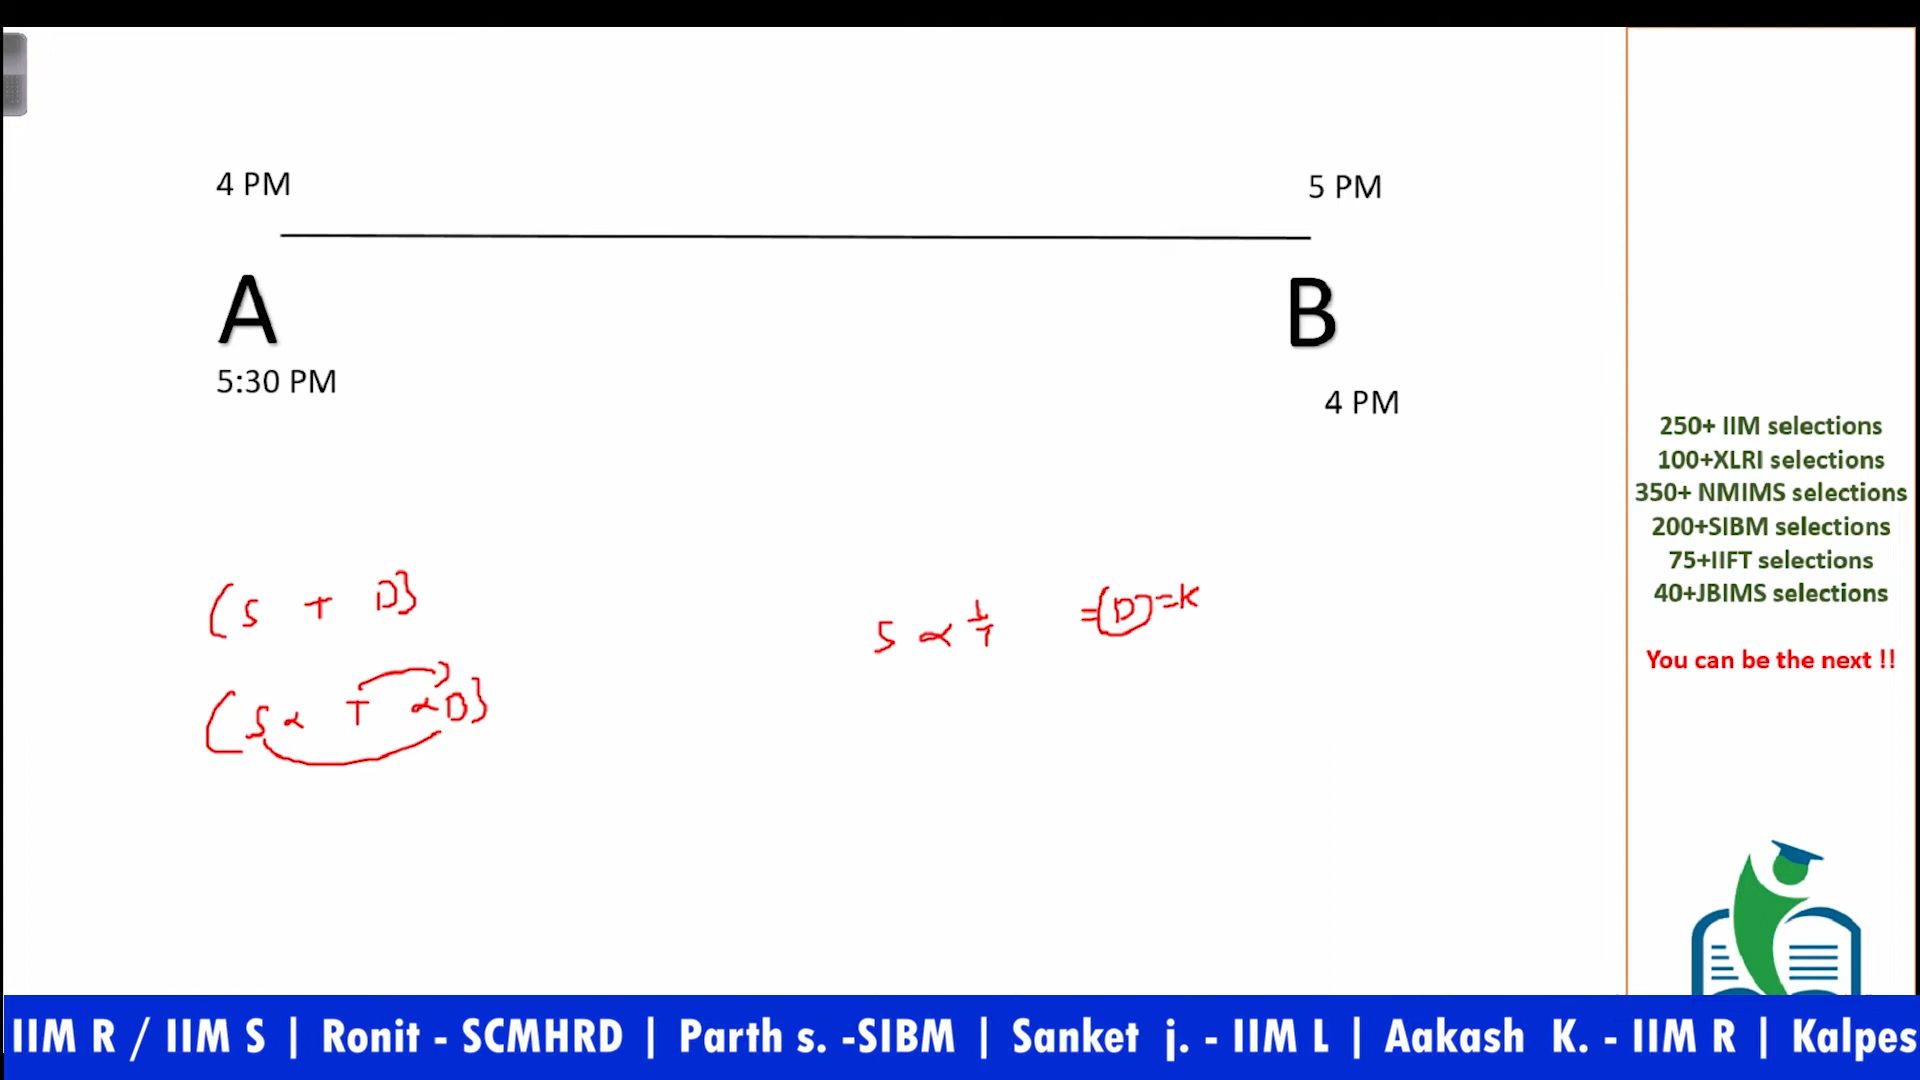 4 PM
5 PM
A
B
5:30 PM
4 PM
250+ IIM selections
100+XLRI selections
350+ NMIMS selections
200+SIBM selections
75+IIFT selections
40+JBIMS selections
You can be the next !!
(S T D}
S ∝ 1/T =(D)=K
(S∝ T ∝D}
IIM R / IIM S | Ronit - SCMHRD | Parth s. -SIBM | Sanket j. - IIM L | Aakash K. - IIM R | Kalpes